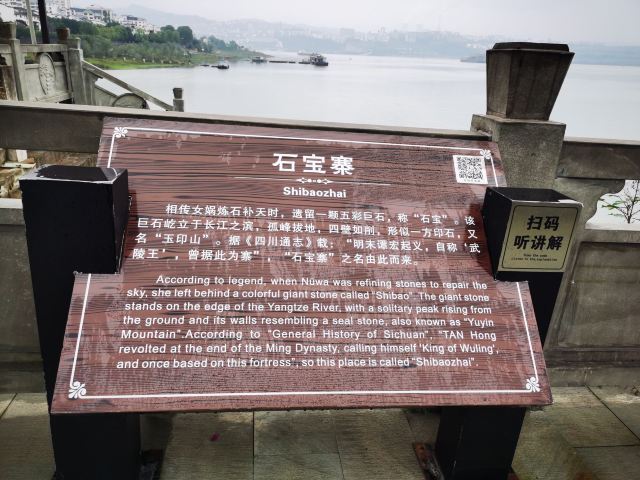 石宝寨
Shibaozhai
相传女娲炼石补天时，遗留一颗五彩巨石，称“石宝”。该
巨石屹立于长江之滨，孤峰拔地，四壁如削，形似一方印石，又
名“玉印山”。据《四川通志》载：“明末谭宏起义，自称‘武
陵王’，曾据此为寨”，“石宝寨”之名由此而来。
According to legend, when Nüwa was refining stones to repair the
sky, she left behind a colorful giant stone called "Shibao". The giant stone
stands on the edge of the Yangtze River, with a solitary peak rising from
the ground and its walls resembling a seal stone, also known as "Yuyin
Mountain".According to "General History of Sichuan", "TAN Hong
revolted at the end of the Ming Dynasty, calling himself 'King of Wuling',
and once based on this fortress", so this place is called "Shibaozhai".
扫码
听讲解